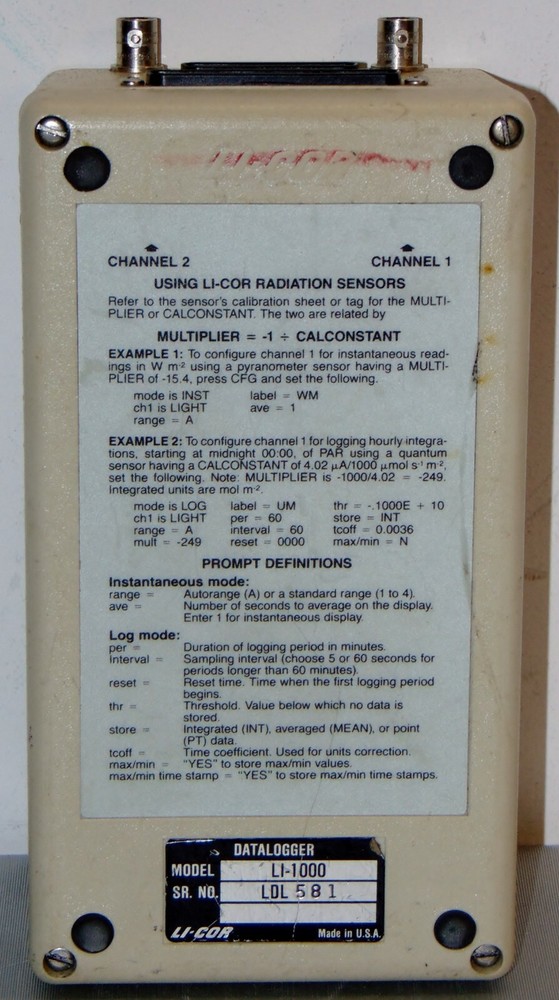 CHANNEL 2 CHANNEL 1
USING LI-COR RADIATION SENSORS
Refer to the sensor's calibration sheet or tag for the MULTI-
PLIER or CALCONSTANT. The two are related by
MULTIPLIER = -1 ÷ CALCONSTANT
EXAMPLE 1: To configure channel 1 for instantaneous read-
ings in W m-2 using a pyranometer sensor having a MULTI-
PLIER of -15.4, press CFG and set the following.
mode is INST label = WM
ch1 is LIGHT ave = 1
range = A
EXAMPLE 2: To configure channel 1 for logging hourly integra-
tions, starting at midnight 00:00, of PAR using a quantum
sensor having a CALCONSTANT of 4.02 µA/1000 µmol s-1 m-2,
set the following. Note: MULTIPLIER is -1000/4.02 = -249.
Integrated units are mol m-2.
mode is LOG label = UM thr = -.1000E + 10
ch1 is LIGHT per = 60 store = INT
range = A interval = 60 tcoff = 0.0036
mult = -249 reset = 0000 max/min = N
PROMPT DEFINITIONS
Instantaneous mode:
range = Autorange (A) or a standard range (1 to 4).
ave = Number of seconds to average on the display.
Enter 1 for instantaneous display.
Log mode:
per = Duration of logging period in minutes.
Interval = Sampling interval (choose 5 or 60 seconds for
periods longer than 60 minutes).
reset = Reset time. Time when the first logging period
begins.
thr = Threshold. Value below which no data is
stored.
store = Integrated (INT), averaged (MEAN), or point
(PT) data.
tcoff = Time coefficient. Used for units correction.
max/min = "YES" to store max/min values.
max/min time stamp = "YES" to store max/min time stamps.
DATALOGGER
MODEL LI-1000
SR. NO. LDL 581
LI-COR Made in U.S.A.